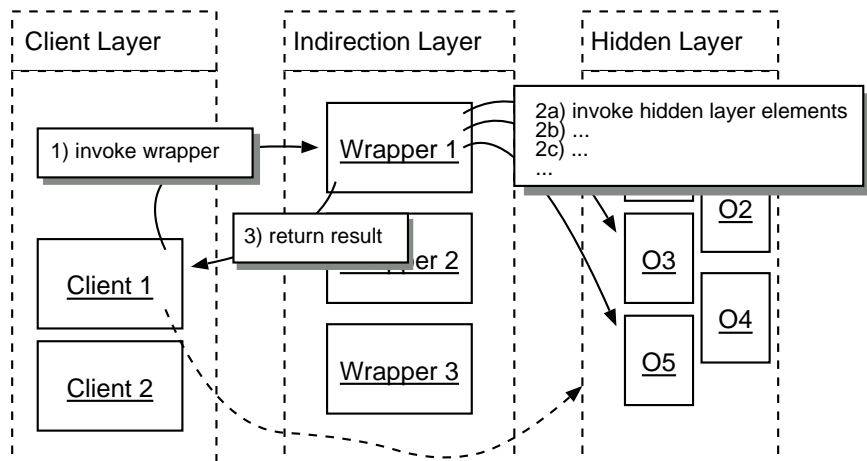 Client Layer
Indirection Layer
Hidden Layer
2a) invoke hidden layer elements
2b) ...
2c) ...
...
1) invoke wrapper
Wrapper 1
O2
3) return result
pper 2
O3
Client 1
O4
Wrapper 3
O5
Client 2